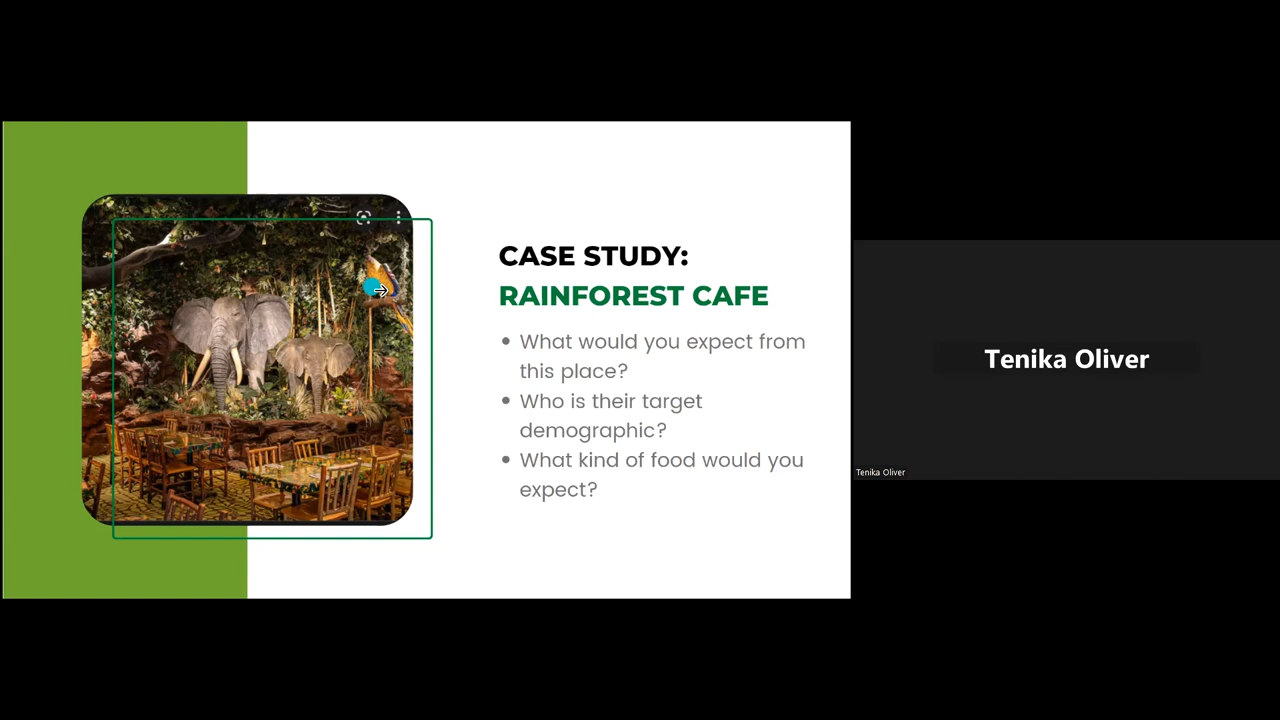 CASE STUDY:
RAINFOREST CAFE
• What would you expect from
this place?
• Who is their target
demographic?
• What kind of food would you
expect?
Tenika Oliver
Tenika Oliver